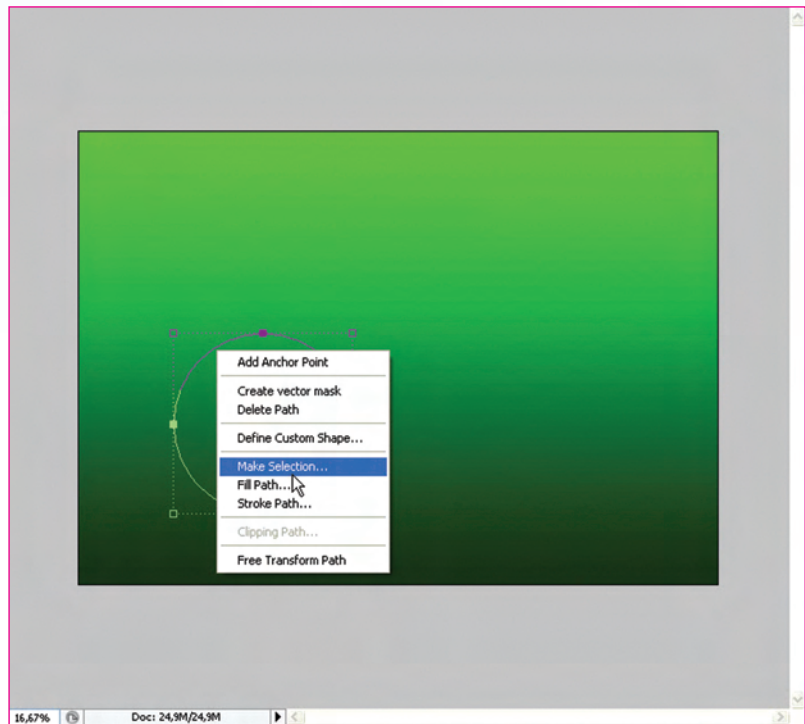 Add Anchor Point
Create vector mask
Delete Path
Define Custom Shape...
Make Selection...
Fill Path...
Stroke Path...
Clipping Path...
Free Transform Path
16,67% Doc: 24,9M/24,9M